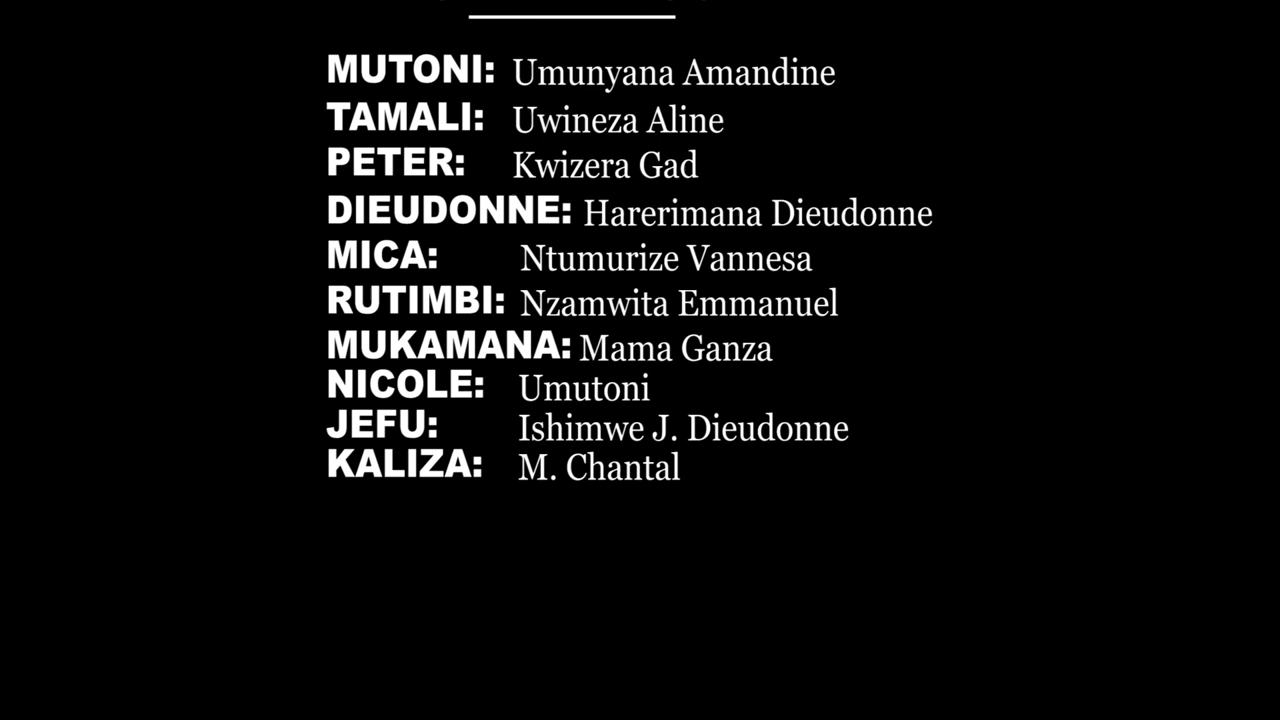 MUTONI: Umunyana Amandine
TAMALI: Uwineza Aline
PETER: Kwizera Gad
DIEUDONNE: Harerimana Dieudonne
MICA: Ntumurize Vannesa
RUTIMBI: Nzamwita Emmanuel
MUKAMANA: Mama Ganza
NICOLE: Umutoni
JEFU: Ishimwe J. Dieudonne
KALIZA: M. Chantal